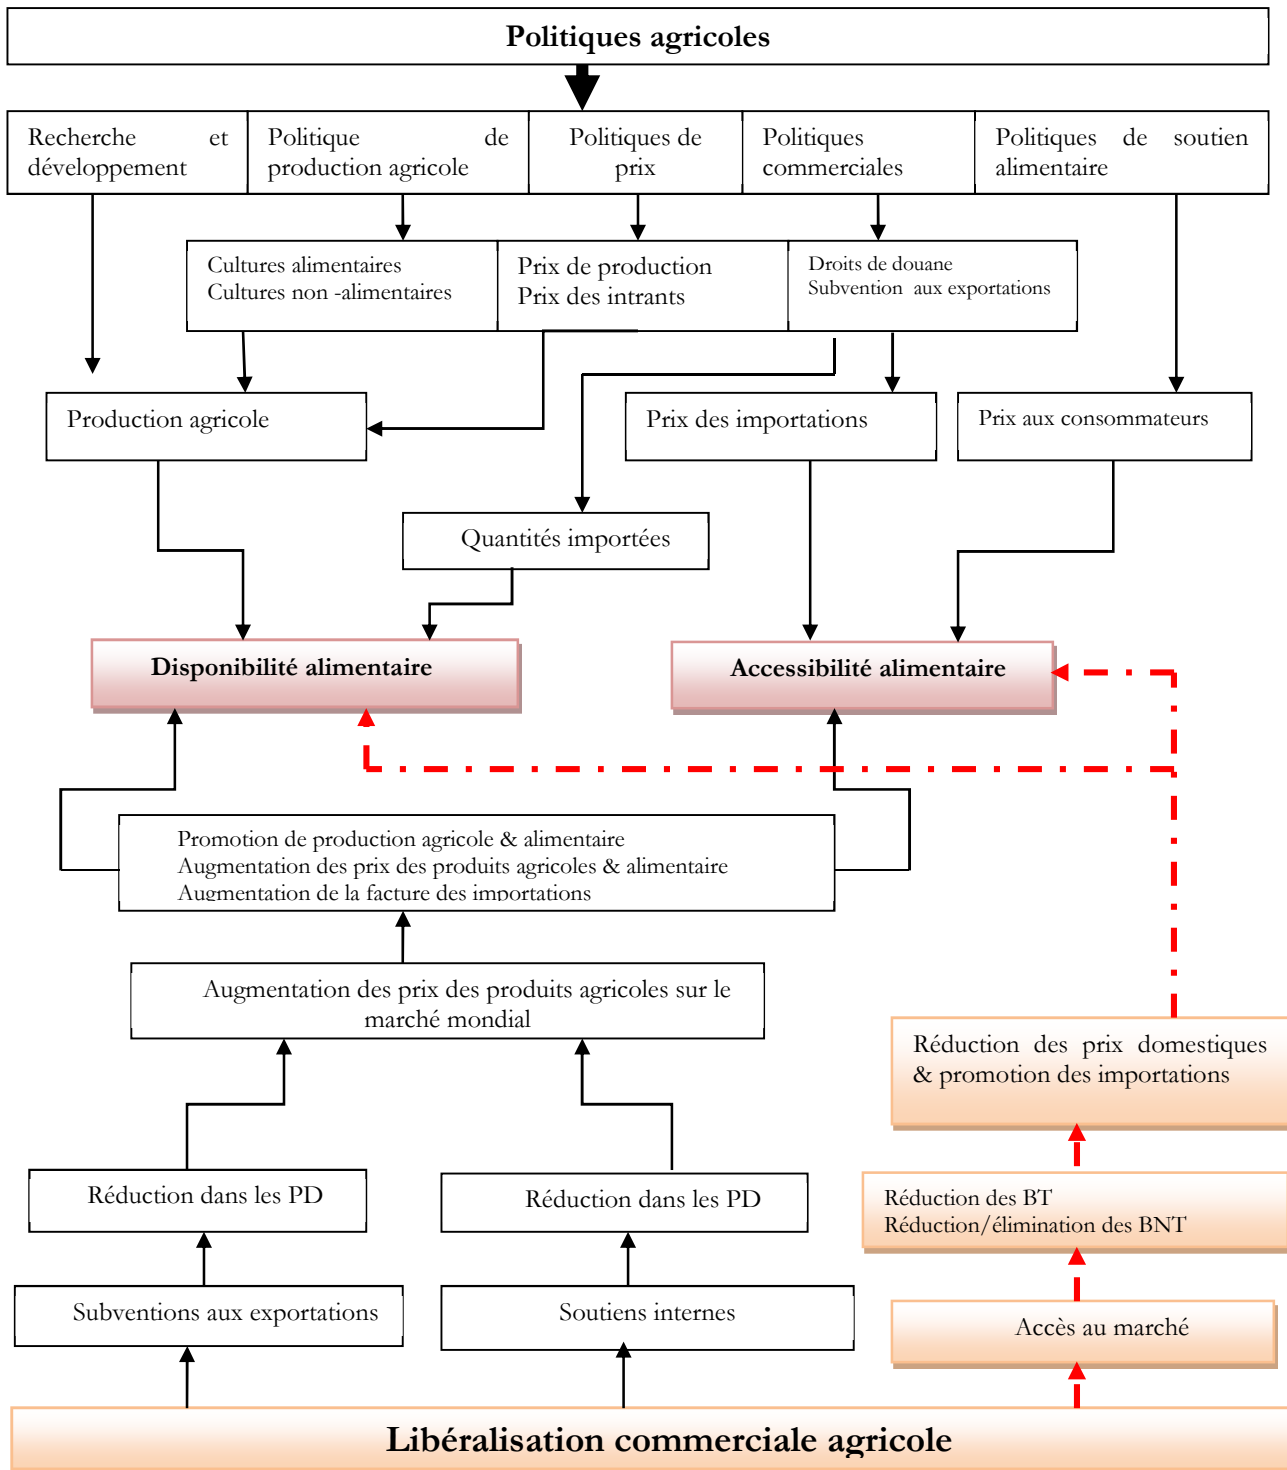 Politiques agricoles
Recherche et
développement
Politique de
production agricole
Politiques de
prix
Politiques
commerciales
Politiques de soutien
alimentaire
Cultures alimentaires
Cultures non -alimentaires
Prix de production
Prix des intrants
Droits de douane
Subvention aux exportations
Production agricole
Prix des importations
Prix aux consommateurs
Quantités importées
Disponibilité alimentaire
Accessibilité alimentaire
Promotion de production agricole & alimentaire
Augmentation des prix des produits agricoles & alimentaire
Augmentation de la facture des importations
Augmentation des prix des produits agricoles sur le
marché mondial
Réduction des prix domestiques
& promotion des importations
Réduction dans les PD
Réduction dans les PD
Réduction des BT
Réduction/élimination des BNT
Subventions aux exportations
Soutiens internes
Accès au marché
Libéralisation commerciale agricole